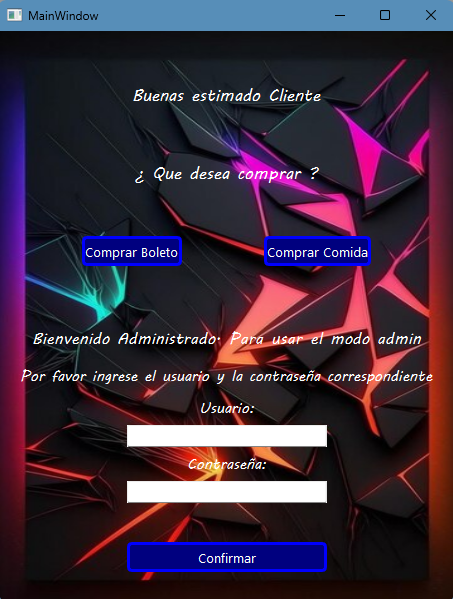 MainWindow
Buenas estimado Cliente
¿ Que desea comprar ?
Comprar Boleto Comprar Comida
Bienvenido Administrado. Para usar el modo admin
Por favor ingrese el usuario y la contraseña correspondiente
Usuario:
Contraseña:
Confirmar